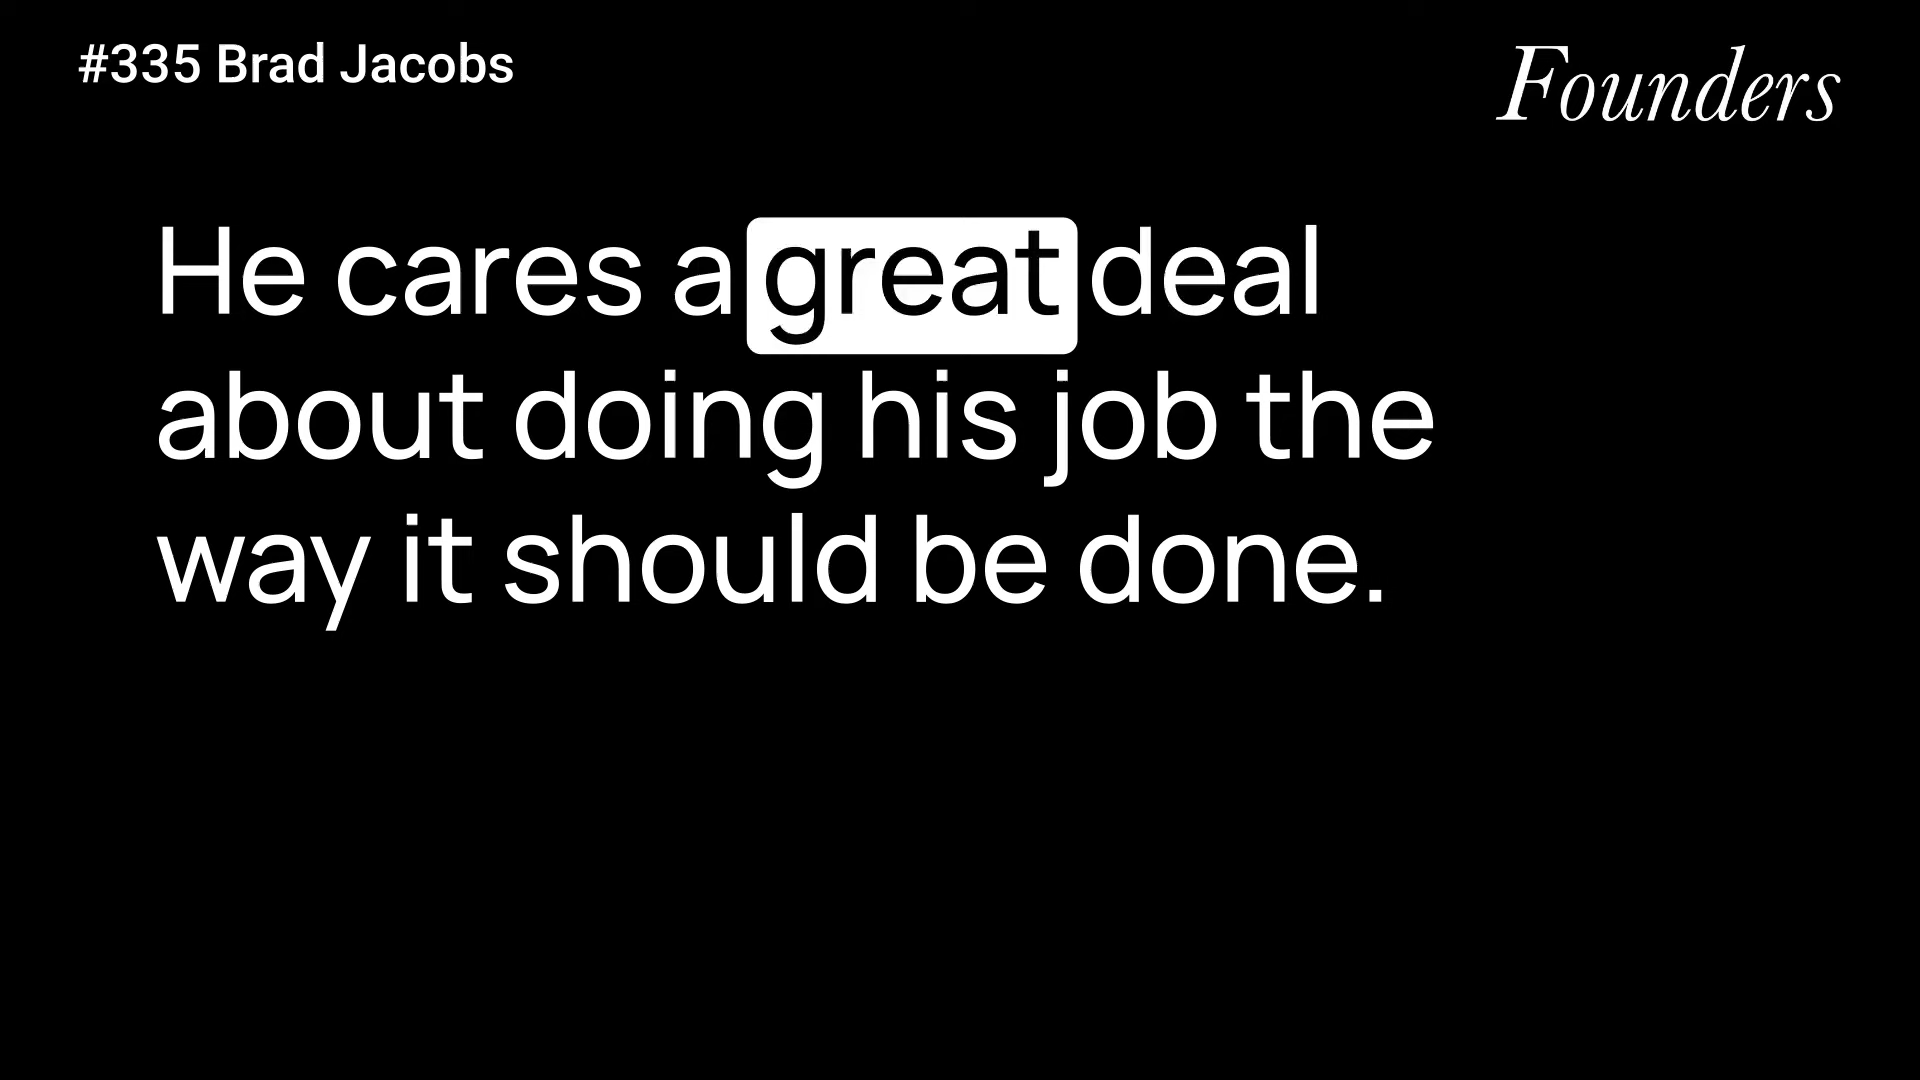 #335 Brad Jacobs
Founders
He cares a great deal
about doing his job the
way it should be done.